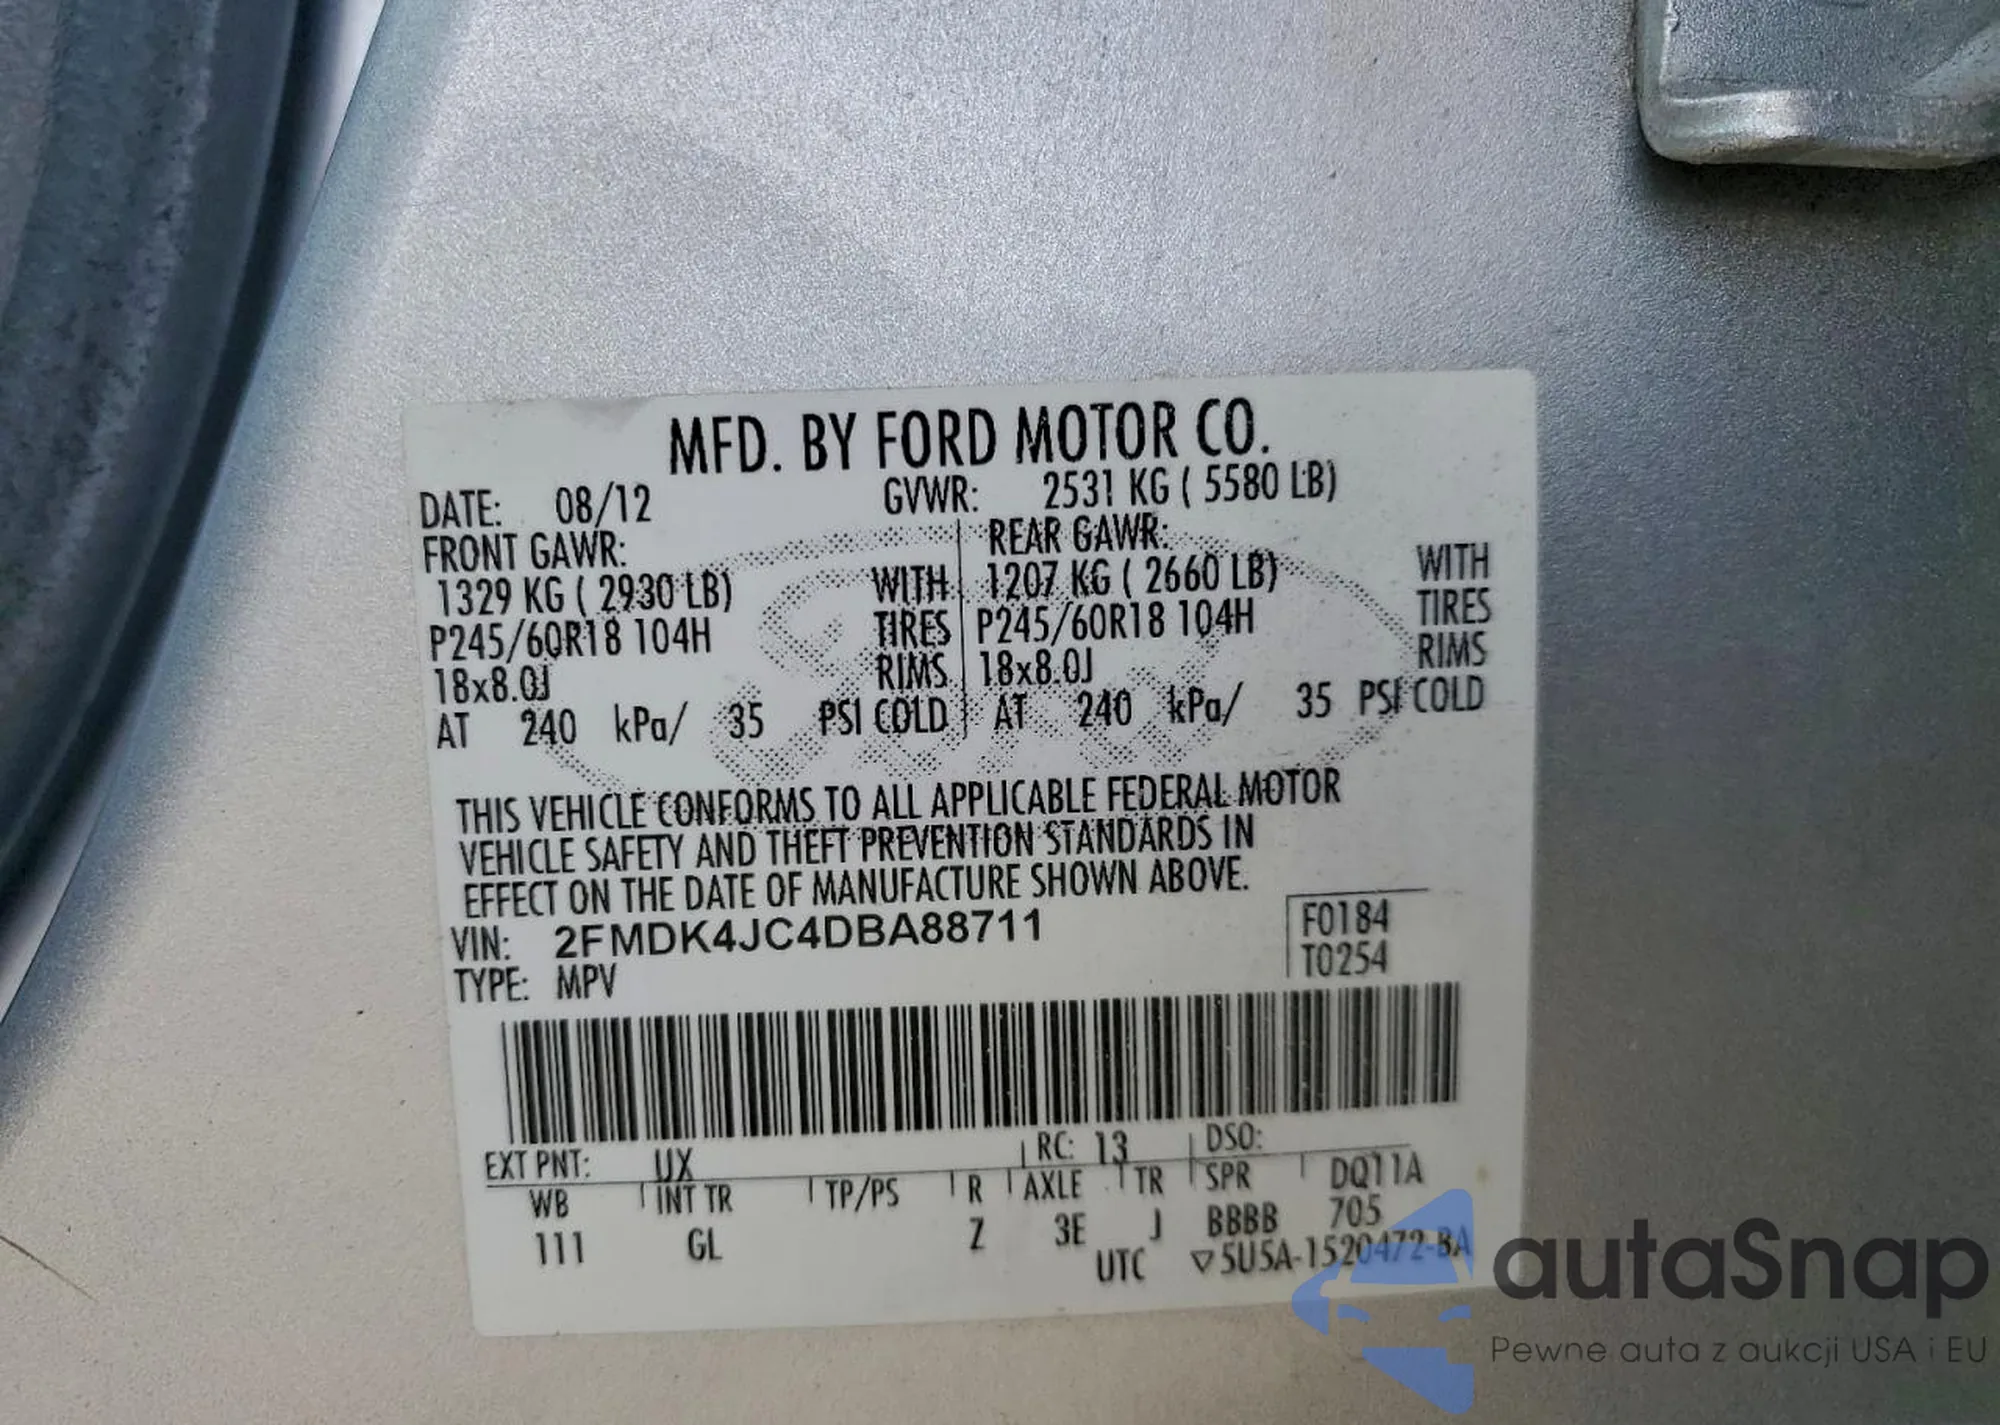 MFD. BY FORD MOTOR CO.
DATE: 08/12 GVWR: 2531 KG ( 5580 LB)
FRONT GAWR: REAR GAWR:
1329 KG ( 2930 LB) WITH 1207 KG ( 2660 LB) WITH
P245/60R18 104H TIRES P245/60R18 104H TIRES
18x8.0J RIMS 18x8.0J RIMS
AT 240 kPa/ 35 PSI COLD AT 240 kPa/ 35 PSI COLD
THIS VEHICLE CONFORMS TO ALL APPLICABLE FEDERAL MOTOR
VEHICLE SAFETY AND THEFT PREVENTION STANDARDS IN
EFFECT ON THE DATE OF MANUFACTURE SHOWN ABOVE.
VIN: 2FMDK4JC4DBA88711 F0184
TYPE: MPV T0254
EXT PNT: UX RC: 13 DSO:
WB INT TR TP/PS R AXLE TR SPR DQ11A
111 GL Z 3E J BBBB 705
UTC ▽5U5A-1520472-BA
autaSnap
Pewne auta z aukcji USA i EU